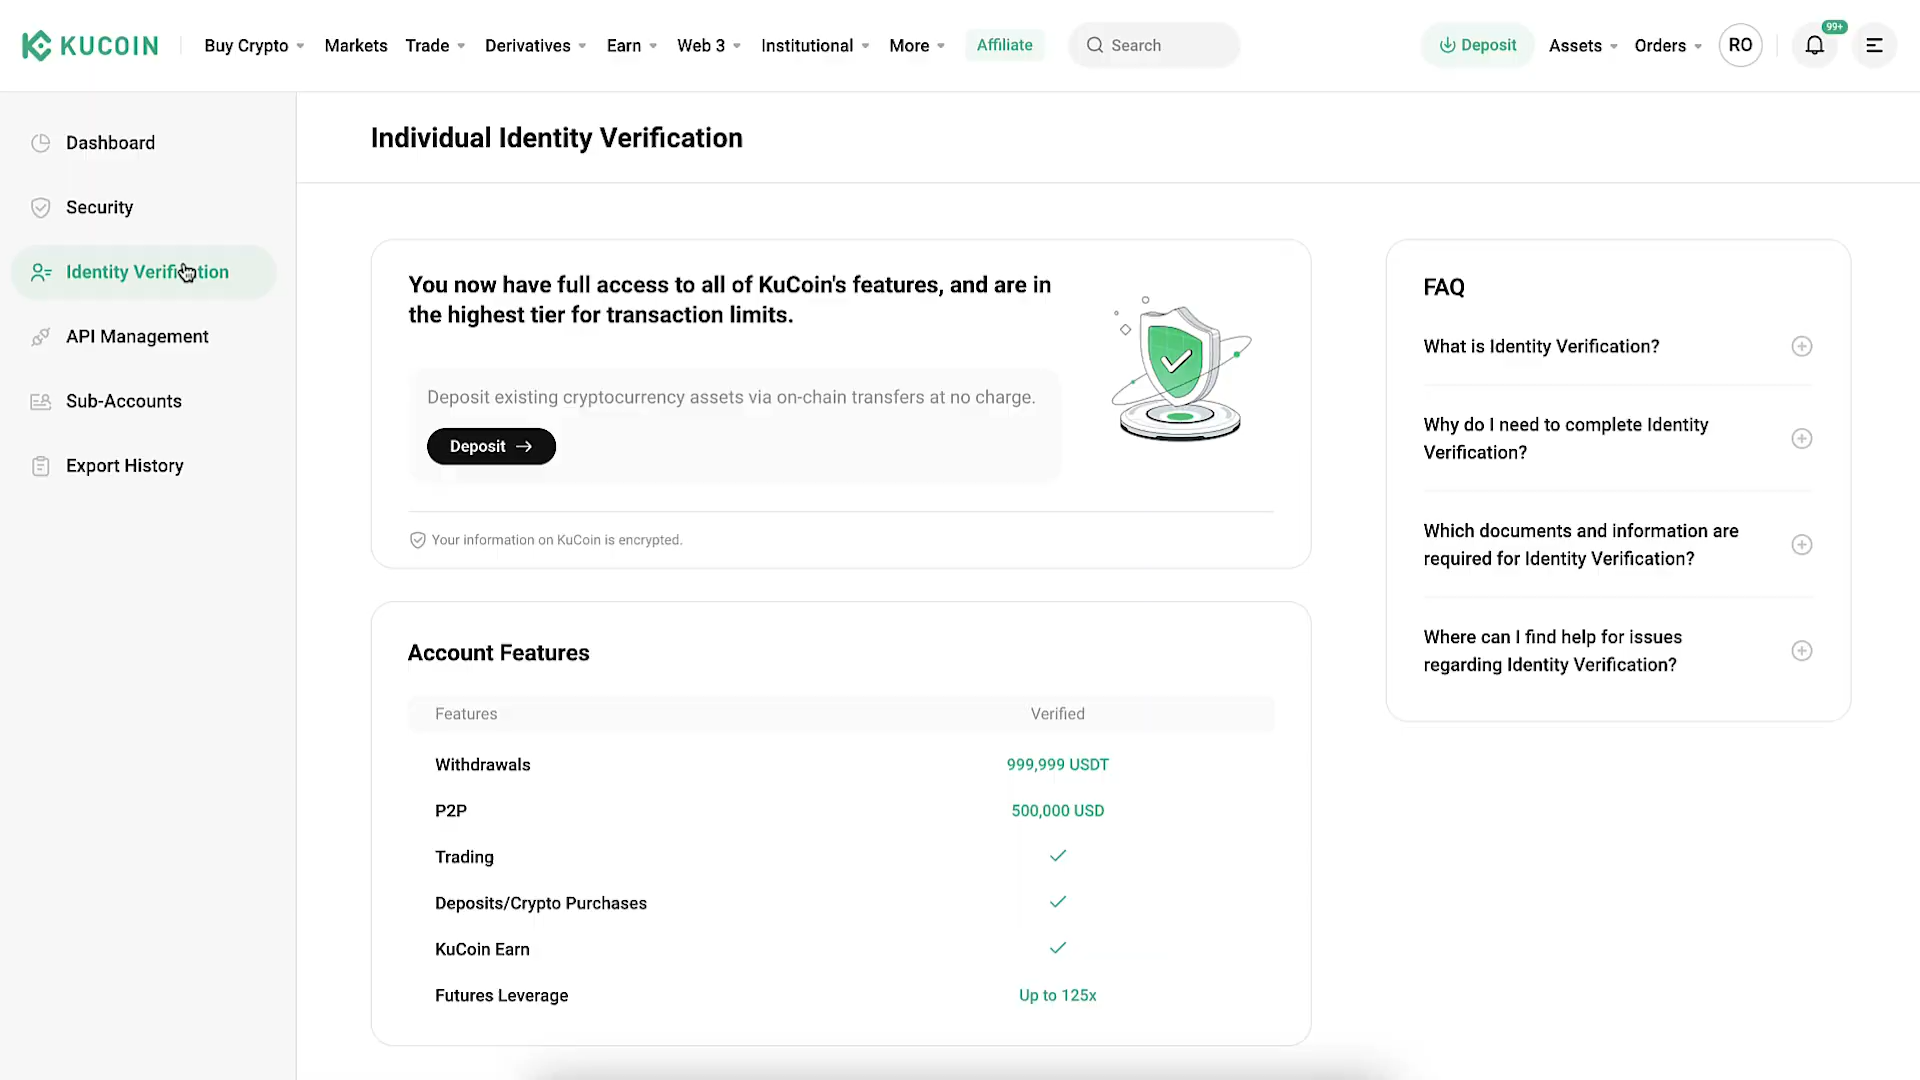 KUCOIN
Buy Crypto Markets Trade Derivatives Earn Web 3 Institutional More Affiliate Search Deposit Assets Orders RO 99+
Dashboard
Security
Identity Verification
API Management
Sub-Accounts
Export History
Individual Identity Verification
You now have full access to all of KuCoin's features, and are in
the highest tier for transaction limits.
Deposit existing cryptocurrency assets via on-chain transfers at no charge.
Deposit →
Your information on KuCoin is encrypted.
Account Features
Features Verified
Withdrawals 999,999 USDT
P2P 500,000 USD
Trading
Deposits/Crypto Purchases
KuCoin Earn
Futures Leverage Up to 125x
FAQ
What is Identity Verification?
Why do I need to complete Identity
Verification?
Which documents and information are
required for Identity Verification?
Where can I find help for issues
regarding Identity Verification?